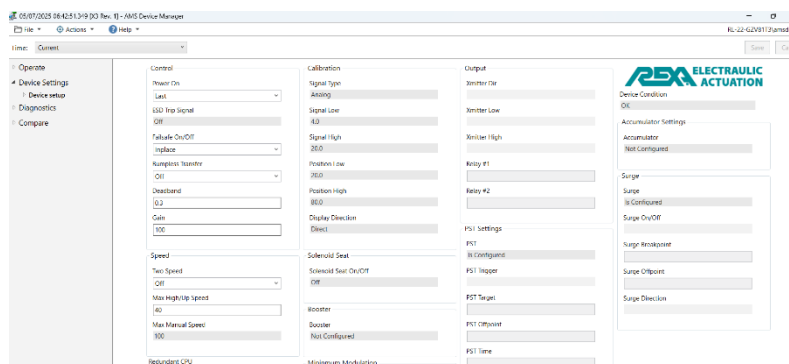 05/07/2025 06:42:51.349 [X3 Rev. 1] - AMS Device Manager
File Actions Help
Time: Current
Save
Operate
Device Settings
Device setup
Diagnostics
Compare
Control
Power On
Last
ESD Trip Signal
Off
Failsafe On/Off
Inplace
Bumpless Transfer
Off
Deadband
0.3
Gain
100
Speed
Two Speed
Off
Max High/Up Speed
40
Max Manual Speed
100
Redundant CPU
Calibration
Signal Type
Analog
Signal Low
4.0
Signal High
20.0
Position Low
20.0
Position High
80.0
Display Direction
Direct
Solenoid Seat
Solenoid Seat On/Off
Off
Booster
Booster
Not Configured
Minimum Modulation
Output
Xmitter Dir
Xmitter Low
Xmitter High
Relay #1
Relay #2
PST Settings
PST
Is Configured
PST Trigger
PST Target
PST Offpoint
PST Time
REXA ELECTRAULIC
ACTUATION
Device Condition
OK
Accumulator Settings
Accumulator
Not Configured
Surge
Surge
Is Configured
Surge On/Off
Surge Breakpoint
Surge Offpoint
Surge Direction